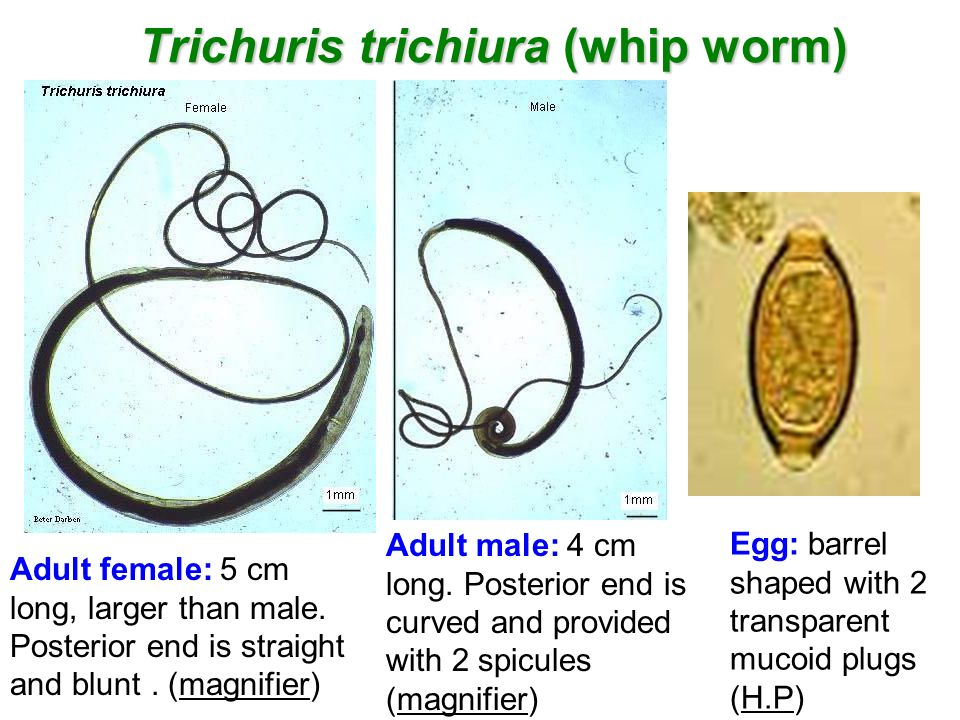 Trichuris trichiura (whip worm)
Trichuris trichiura
Female
Male
1mm
Peter Darben
1mm
Adult female: 5 cm
long, larger than male.
Posterior end is straight
and blunt . (magnifier)
Adult male: 4 cm
long. Posterior end is
curved and provided
with 2 spicules
(magnifier)
Egg: barrel
shaped with 2
transparent
mucoid plugs
(H.P)